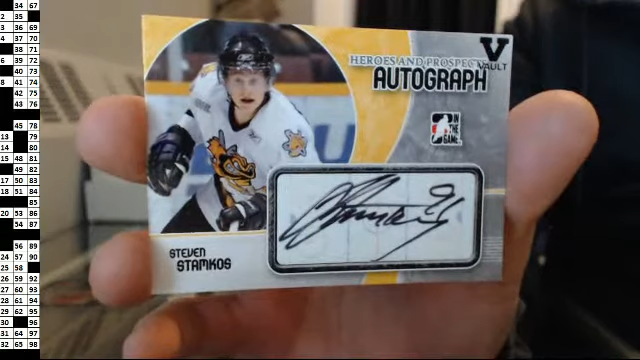 HEROES AND PROSPECTS
AUTOGRAPH
V
VAULT
IN
THE
GAME
STEVEN
STAMKOS
34 67
2 35
3 36 69
4 37 70
38 71
6 39 72
40 73
8 41 74
42 75
43 76
45 78
13 79
14 46 80
15 48 81
49 82
17 50 83
18 51 84
85
20 53 86
54 87
56 89
24 57 90
25 58
26 59 92
27 60 93
28 61 94
29 62 95
30 96
31 64 97
32 65 98